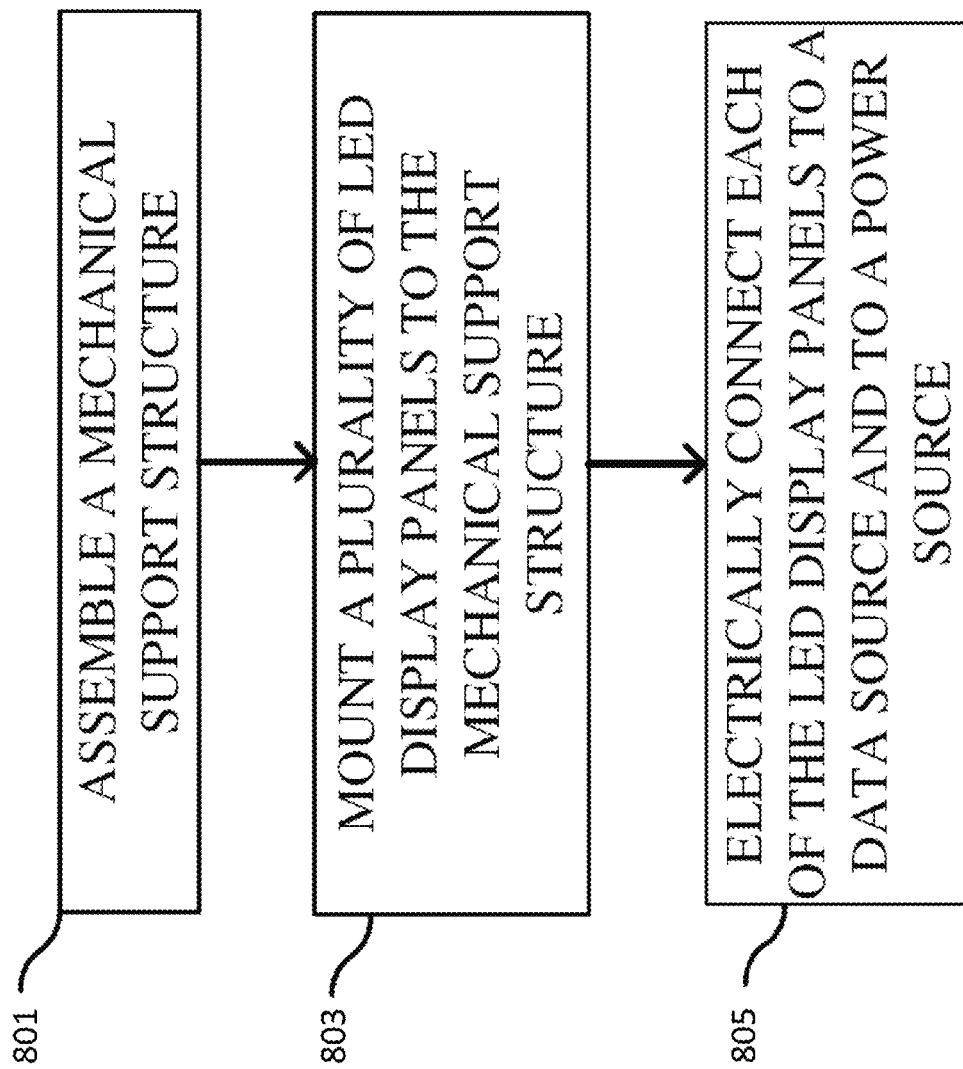 801
ASSEMBLE A MECHANICAL
SUPPORT STRUCTURE
803
MOUNT A PLURALITY OF LED
DISPLAY PANELS TO THE
MECHANICAL SUPPORT
STRUCTURE
805
ELECTRICALLY CONNECT EACH
OF THE LED DISPLAY PANELS TO A
DATA SOURCE AND TO A POWER
SOURCE